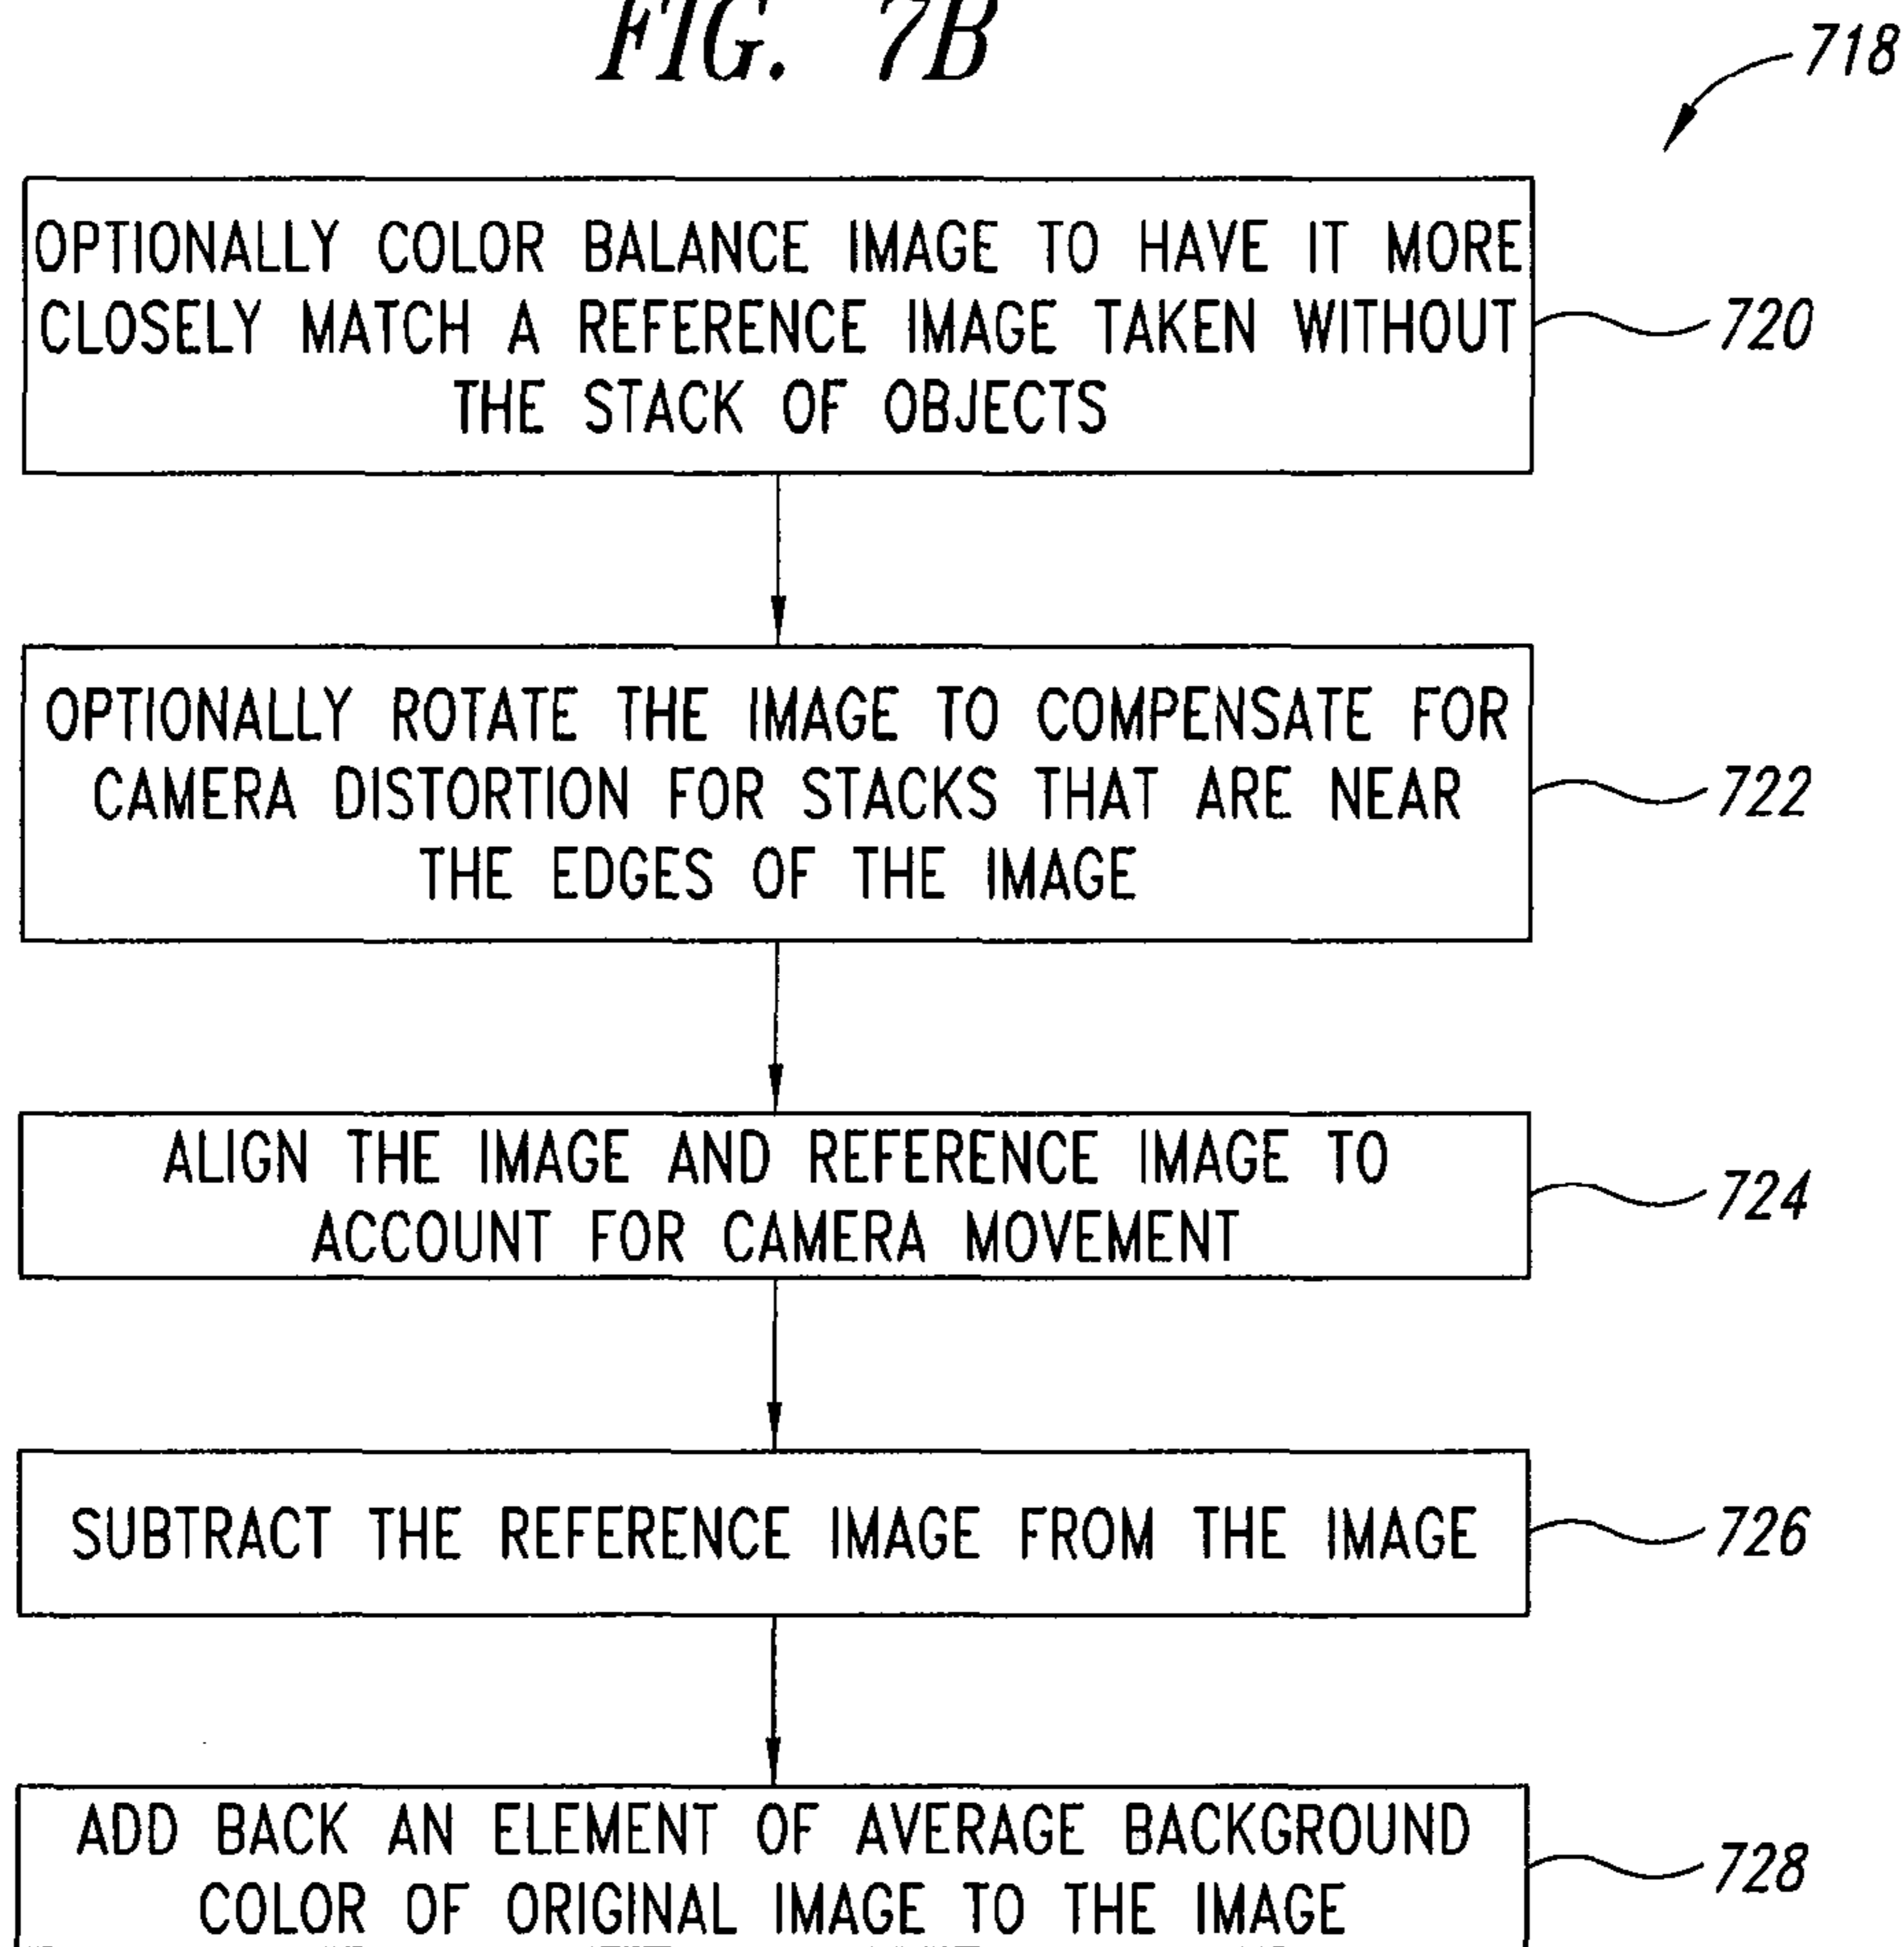 FIG. 7B
718
OPTIONALLY COLOR BALANCE IMAGE TO HAVE IT MORE
CLOSELY MATCH A REFERENCE IMAGE TAKEN WITHOUT
THE STACK OF OBJECTS
720
OPTIONALLY ROTATE THE IMAGE TO COMPENSATE FOR
CAMERA DISTORTION FOR STACKS THAT ARE NEAR
THE EDGES OF THE IMAGE
722
ALIGN THE IMAGE AND REFERENCE IMAGE TO
ACCOUNT FOR CAMERA MOVEMENT
724
SUBTRACT THE REFERENCE IMAGE FROM THE IMAGE
726
ADD BACK AN ELEMENT OF AVERAGE BACKGROUND
COLOR OF ORIGINAL IMAGE TO THE IMAGE
728